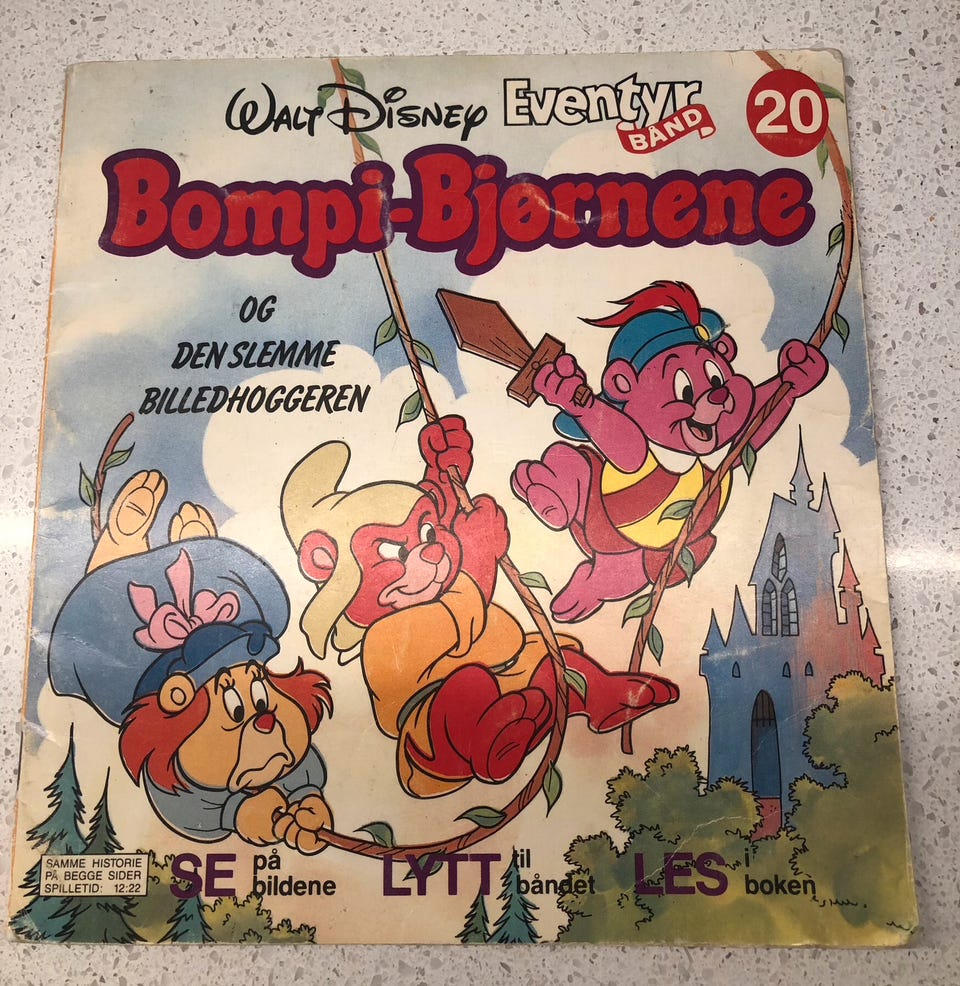 WALT DISNEY Eventyr BÅND 20
Bompi-Bjørnene
OG
DEN SLEMME
BILLEDHOGGEREN
SAMME HISTORIE
PÅ BEGGE SIDER
SPILLETID: 12:22
SE på bildene
LYTT til båndet
LES i boken